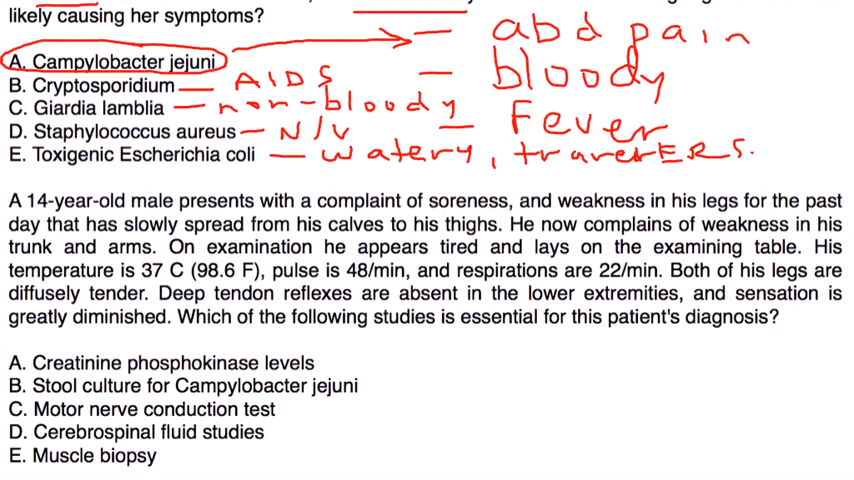 likely causing her symptoms?
— abd pain
A. Campylobacter jejuni
— bloody
B. Cryptosporidium — AIDS
C. Giardia lamblia — non-bloody
— Fever
D. Staphylococcus aureus — N/V
E. Toxigenic Escherichia coli — watery, travelERS.
A 14-year-old male presents with a complaint of soreness, and weakness in his legs for the past
day that has slowly spread from his calves to his thighs. He now complains of weakness in his
trunk and arms. On examination he appears tired and lays on the examining table. His
temperature is 37 C (98.6 F), pulse is 48/min, and respirations are 22/min. Both of his legs are
diffusely tender. Deep tendon reflexes are absent in the lower extremities, and sensation is
greatly diminished. Which of the following studies is essential for this patient's diagnosis?
A. Creatinine phosphokinase levels
B. Stool culture for Campylobacter jejuni
C. Motor nerve conduction test
D. Cerebrospinal fluid studies
E. Muscle biopsy